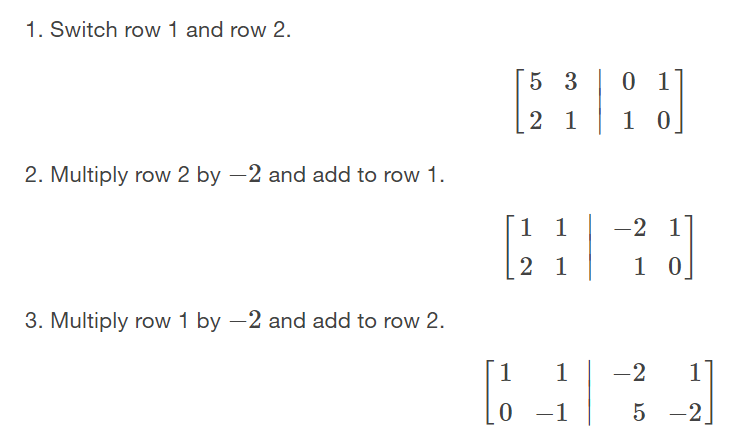 1. Switch row 1 and row 2.
[5 3 | 0 1]
[2 1 | 1 0]
2. Multiply row 2 by −2 and add to row 1.
[1 1 | −2 1]
[2 1 | 1 0]
3. Multiply row 1 by −2 and add to row 2.
[1 1 | −2 1]
[0 −1 | 5 −2]